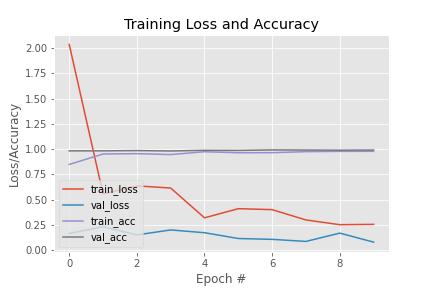 Training Loss and Accuracy
Loss/Accuracy
2.00
1.75
1.50
1.25
1.00
0.75
0.50
0.25
0.00
train_loss
val_loss
train_acc
val_acc
0 2 4 6 8
Epoch #